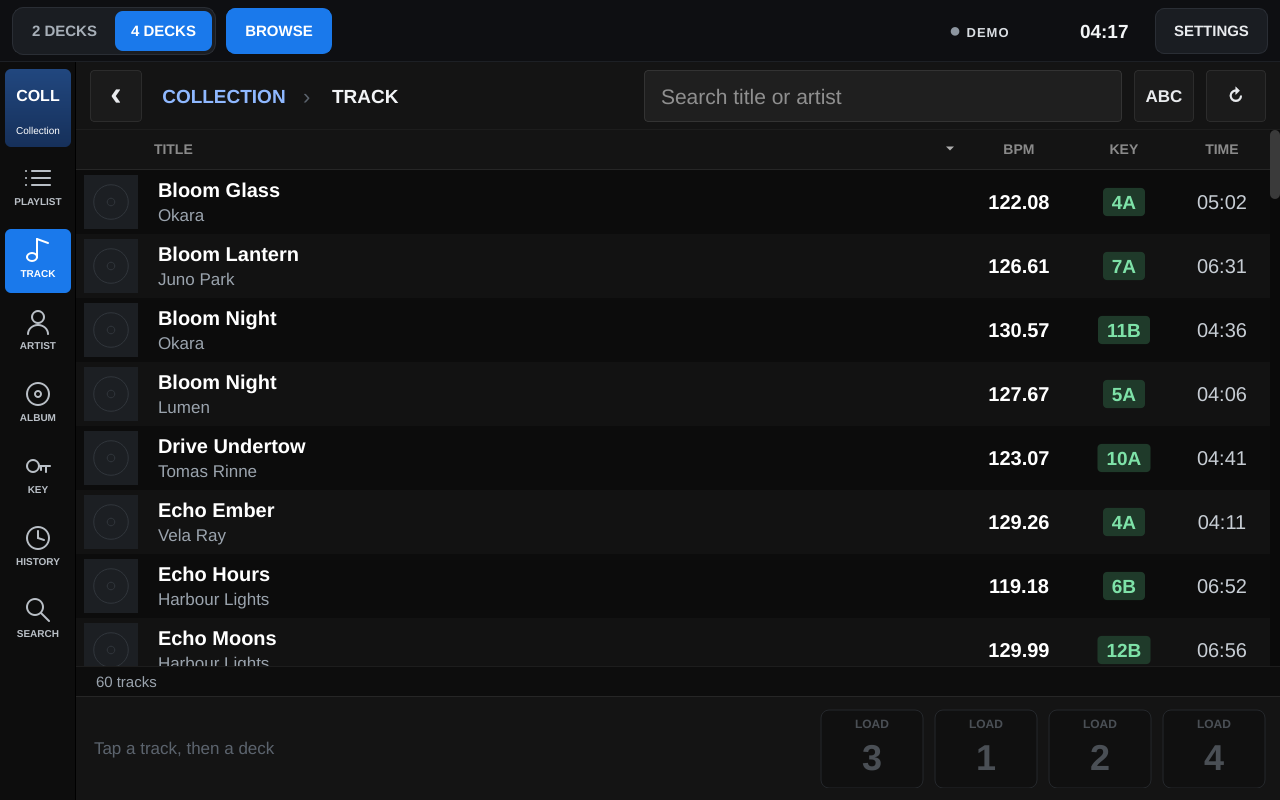 2 DECKS 4 DECKS BROWSE DEMO 04:17 SETTINGS
COLL
Collection
PLAYLIST
TRACK
ARTIST
ALBUM
KEY
HISTORY
SEARCH
‹ COLLECTION › TRACK Search title or artist ABC
TITLE BPM KEY TIME
Bloom Glass
Okara
122.08 4A 05:02
Bloom Lantern
Juno Park
126.61 7A 06:31
Bloom Night
Okara
130.57 11B 04:36
Bloom Night
Lumen
127.67 5A 04:06
Drive Undertow
Tomas Rinne
123.07 10A 04:41
Echo Ember
Vela Ray
129.26 4A 04:11
Echo Hours
Harbour Lights
119.18 6B 06:52
Echo Moons
Harbour Lights
129.99 12B 06:56
60 tracks
Tap a track, then a deck
LOAD
3
LOAD
1
LOAD
2
LOAD
4